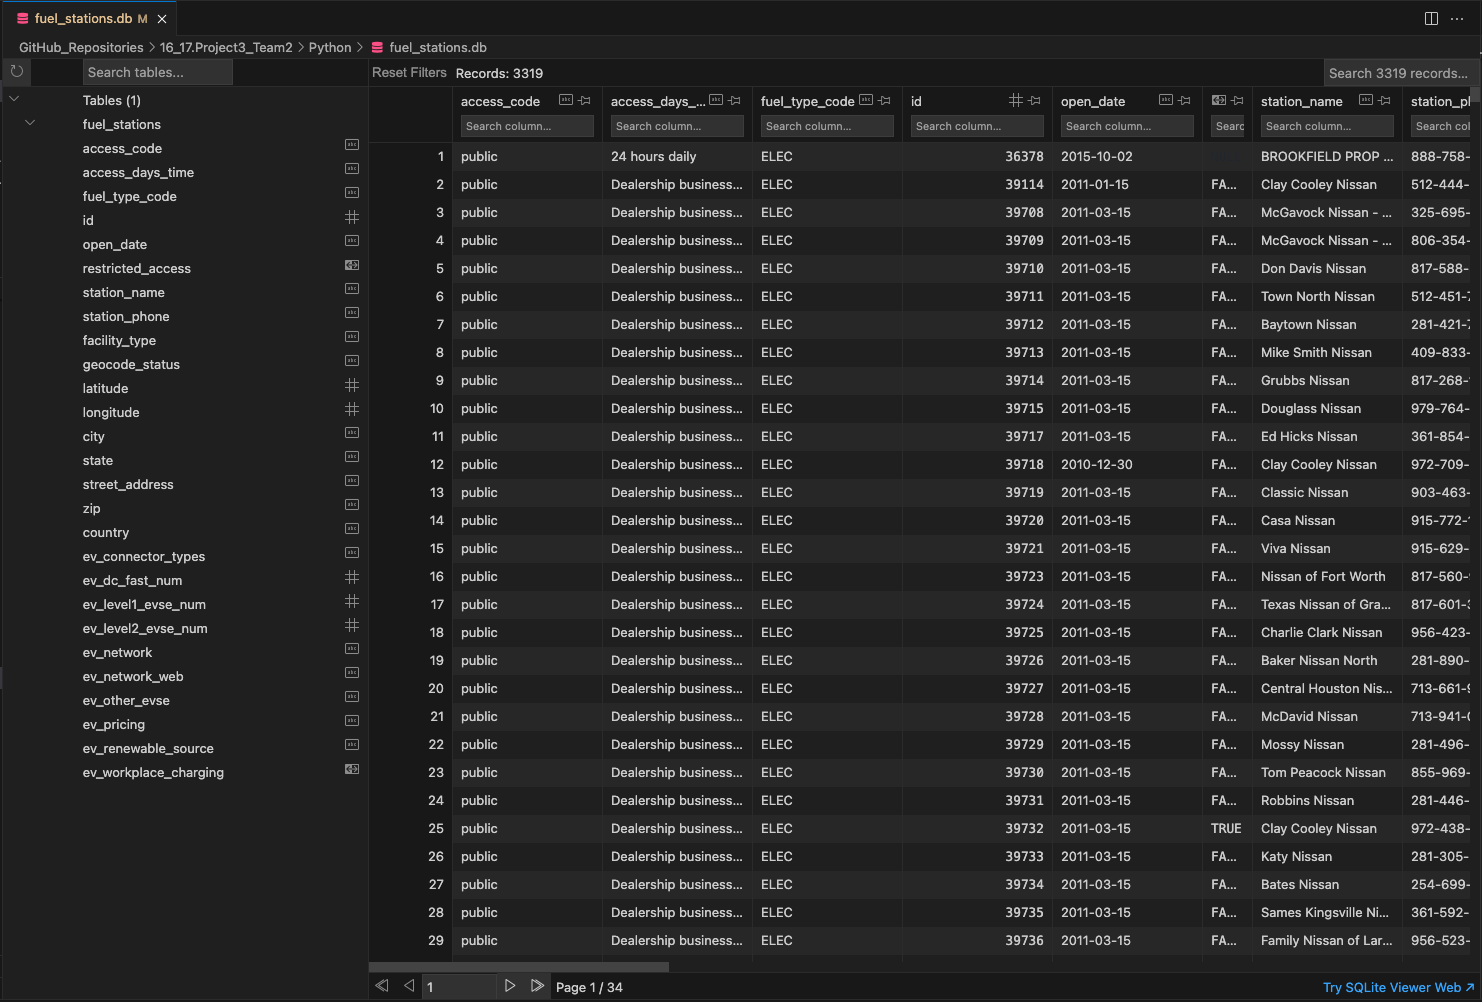 fuel_stations.db M
GitHub_Repositories > 16_17.Project3_Team2 > Python > fuel_stations.db
Search tables...
Reset Filters Records: 3319 Search 3319 records...
Tables (1)
fuel_stations
access_code
access_days_time
fuel_type_code
id
open_date
restricted_access
station_name
station_phone
facility_type
geocode_status
latitude
longitude
city
state
street_address
zip
country
ev_connector_types
ev_dc_fast_num
ev_level1_evse_num
ev_level2_evse_num
ev_network
ev_network_web
ev_other_evse
ev_pricing
ev_renewable_source
ev_workplace_charging
access_code access_days_... fuel_type_code id open_date station_name station_pl
Search column... Search column... Search column... Search column... Search column... Searc Search column... Search col
1 public 24 hours daily ELEC 36378 2015-10-02 BROOKFIELD PROP ... 888-758-
2 public Dealership business... ELEC 39114 2011-01-15 FA... Clay Cooley Nissan 512-444-
3 public Dealership business... ELEC 39708 2011-03-15 FA... McGavock Nissan - ... 325-695-
4 public Dealership business... ELEC 39709 2011-03-15 FA... McGavock Nissan - ... 806-354-
5 public Dealership business... ELEC 39710 2011-03-15 FA... Don Davis Nissan 817-588-
6 public Dealership business... ELEC 39711 2011-03-15 FA... Town North Nissan 512-451-
7 public Dealership business... ELEC 39712 2011-03-15 FA... Baytown Nissan 281-421-
8 public Dealership business... ELEC 39713 2011-03-15 FA... Mike Smith Nissan 409-833-
9 public Dealership business... ELEC 39714 2011-03-15 FA... Grubbs Nissan 817-268-
10 public Dealership business... ELEC 39715 2011-03-15 FA... Douglass Nissan 979-764-
11 public Dealership business... ELEC 39717 2011-03-15 FA... Ed Hicks Nissan 361-854-
12 public Dealership business... ELEC 39718 2010-12-30 FA... Clay Cooley Nissan 972-709-
13 public Dealership business... ELEC 39719 2011-03-15 FA... Classic Nissan 903-463-
14 public Dealership business... ELEC 39720 2011-03-15 FA... Casa Nissan 915-772-
15 public Dealership business... ELEC 39721 2011-03-15 FA... Viva Nissan 915-629-
16 public Dealership business... ELEC 39723 2011-03-15 FA... Nissan of Fort Worth 817-560-
17 public Dealership business... ELEC 39724 2011-03-15 FA... Texas Nissan of Gra... 817-601-
18 public Dealership business... ELEC 39725 2011-03-15 FA... Charlie Clark Nissan 956-423-
19 public Dealership business... ELEC 39726 2011-03-15 FA... Baker Nissan North 281-890-
20 public Dealership business... ELEC 39727 2011-03-15 FA... Central Houston Nis... 713-661-
21 public Dealership business... ELEC 39728 2011-03-15 FA... McDavid Nissan 713-941-
22 public Dealership business... ELEC 39729 2011-03-15 FA... Mossy Nissan 281-496-
23 public Dealership business... ELEC 39730 2011-03-15 FA... Tom Peacock Nissan 855-969-
24 public Dealership business... ELEC 39731 2011-03-15 FA... Robbins Nissan 281-446-
25 public Dealership business... ELEC 39732 2011-03-15 TRUE Clay Cooley Nissan 972-438-
26 public Dealership business... ELEC 39733 2011-03-15 FA... Katy Nissan 281-305-
27 public Dealership business... ELEC 39734 2011-03-15 FA... Bates Nissan 254-699-
28 public Dealership business... ELEC 39735 2011-03-15 FA... Sames Kingsville Ni... 361-592-
29 public Dealership business... ELEC 39736 2011-03-15 FA... Family Nissan of Lar... 956-523-
1 Page 1 / 34 Try SQLite Viewer Web